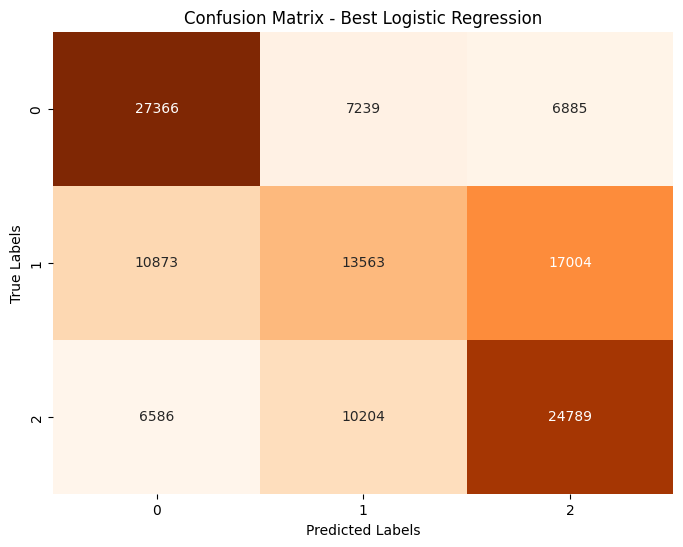 Confusion Matrix - Best Logistic Regression
0 27366 7239 6885
1 10873 13563 17004
2 6586 10204 24789
0 1 2
True Labels
Predicted Labels